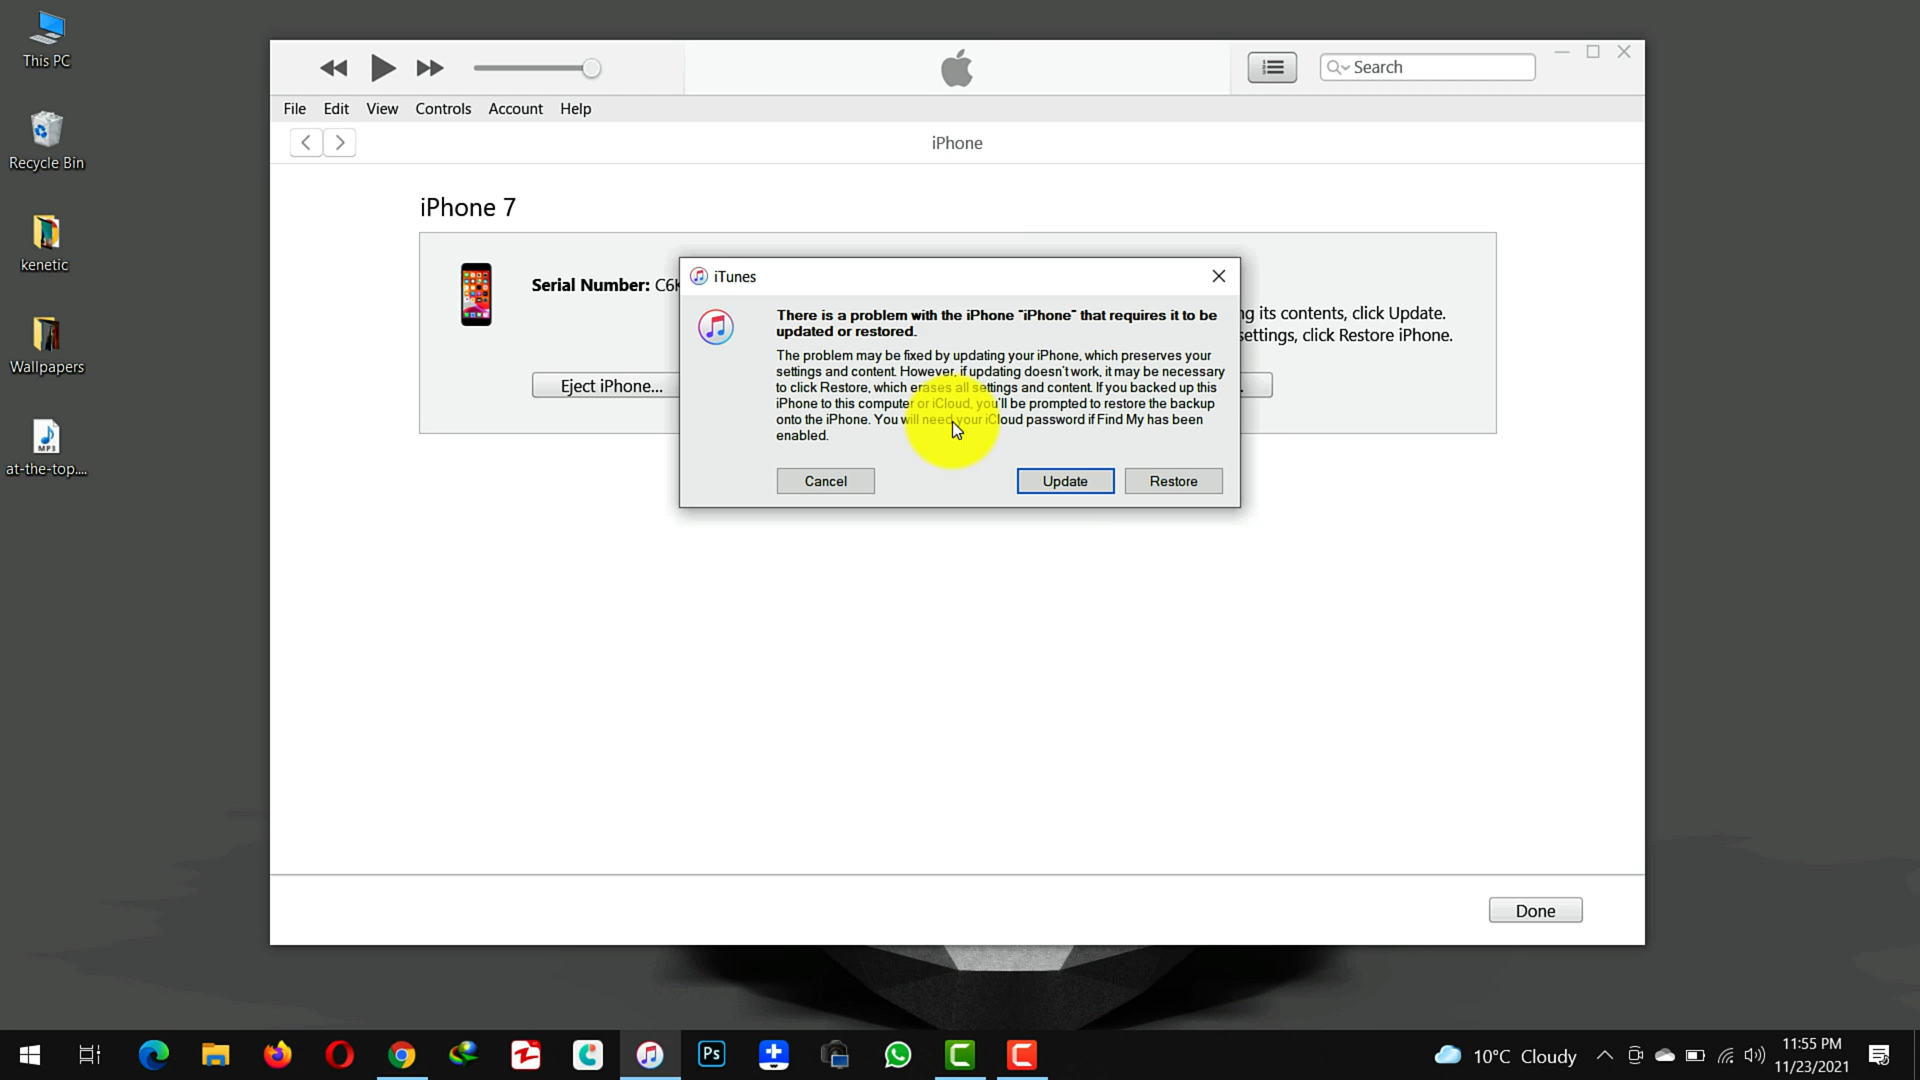 This PC
Recycle Bin
kenetic
Wallpapers
MP3
at-the-top....
Search
File Edit View Controls Account Help
iPhone
iPhone 7
Serial Number: C6K
Eject iPhone...
ng its contents, click Update.
settings, click Restore iPhone.
iTunes
There is a problem with the iPhone "iPhone" that requires it to be
updated or restored.
The problem may be fixed by updating your iPhone, which preserves your
settings and content. However, if updating doesn't work, it may be necessary
to click Restore, which erases all settings and content. If you backed up this
iPhone to this computer or iCloud, you'll be prompted to restore the backup
onto the iPhone. You will need your iCloud password if Find My has been
enabled.
Cancel Update Restore
Done
Ps
10°C Cloudy
11:55 PM
11/23/2021